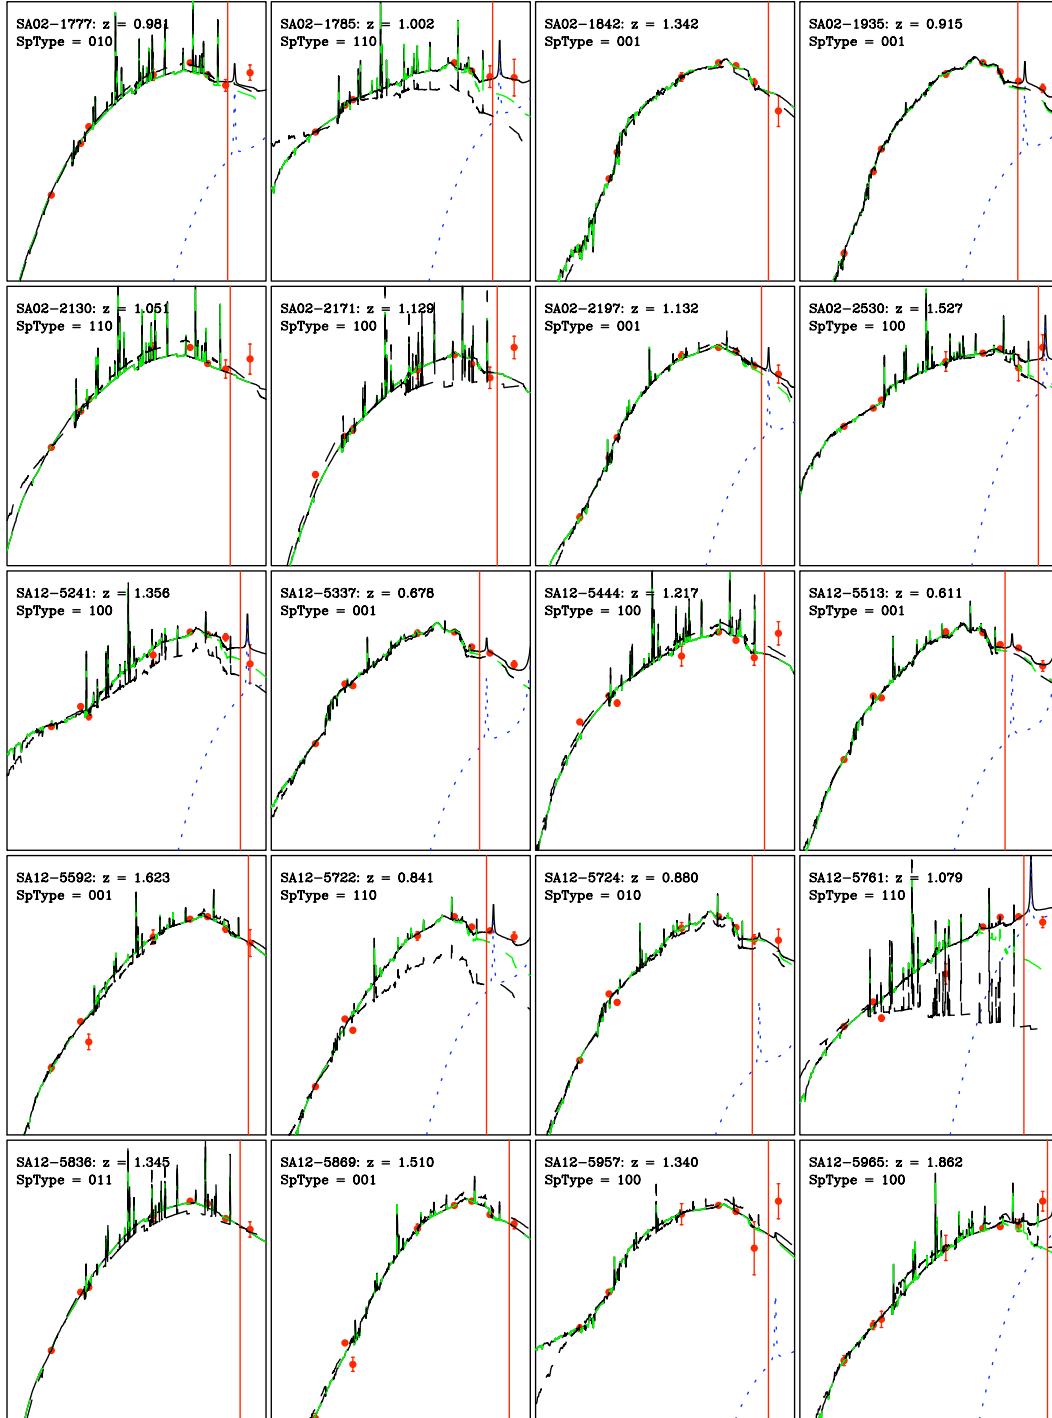 SA02-1777: z = 0.981
SpType = 010
SA02-1785: z = 1.002
SpType = 110
SA02-1842: z = 1.342
SpType = 001
SA02-1935: z = 0.915
SpType = 001
SA02-2130: z = 1.051
SpType = 110
SA02-2171: z = 1.129
SpType = 100
SA02-2197: z = 1.132
SpType = 001
SA02-2530: z = 1.527
SpType = 100
SA12-5241: z = 1.356
SpType = 100
SA12-5337: z = 0.678
SpType = 001
SA12-5444: z = 1.217
SpType = 100
SA12-5513: z = 0.611
SpType = 001
SA12-5592: z = 1.623
SpType = 001
SA12-5722: z = 0.841
SpType = 110
SA12-5724: z = 0.880
SpType = 010
SA12-5761: z = 1.079
SpType = 110
SA12-5836: z = 1.345
SpType = 011
SA12-5869: z = 1.510
SpType = 001
SA12-5957: z = 1.340
SpType = 100
SA12-5965: z = 1.862
SpType = 100